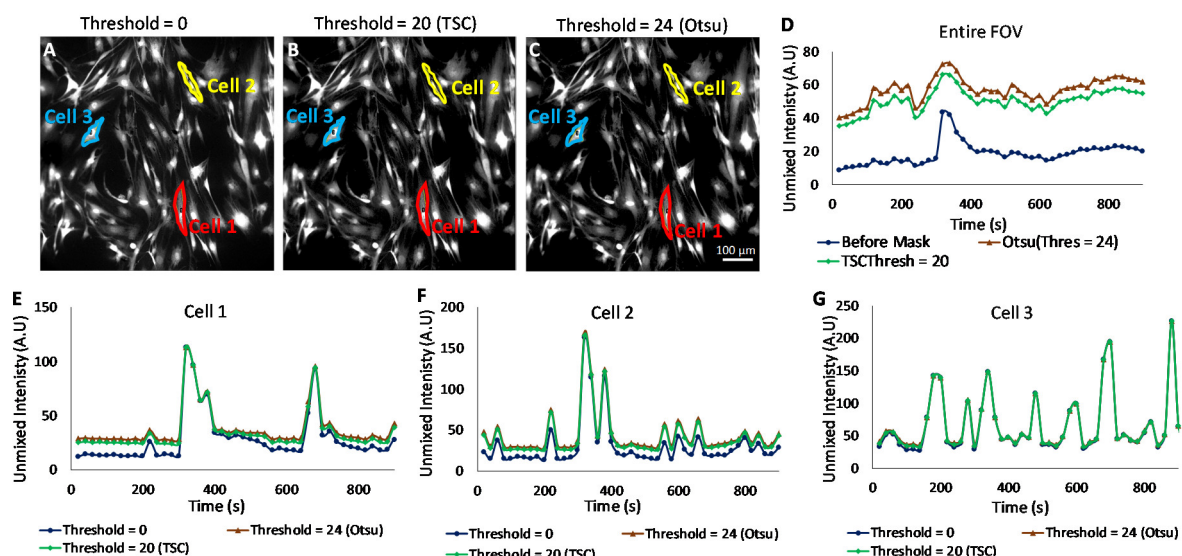 Threshold = 0
Threshold = 20 (TSC)
Threshold = 24 (Otsu)
A
Cell 2
Cell 3
Cell 1
B
Cell 2
Cell 3
Cell 1
C
Cell 2
Cell 3
Cell 1
100 µm
D
Entire FOV
Unmixed Intenisty (A.U)
80
60
40
20
0
0 200 400 600 800
Time (s)
Before Mask
Otsu(Thres = 24)
TSCThresh = 20
E
Cell 1
Unmixed Intenisty (A.U)
150
100
50
0
0 200 400 600 800
Time (s)
Threshold = 0
Threshold = 24 (Otsu)
Threshold = 20 (TSC)
F
Cell 2
Unmixed Intenisty (A.U)
200
150
100
50
0
0 200 400 600 800
Time (s)
Threshold = 0
Threshold = 24 (Otsu)
Threshold = 20 (TSC)
G
Cell 3
Unmixed Intenisty (A.U)
250
200
150
100
50
0
0 200 400 600 800
Time (s)
Threshold = 0
Threshold = 24 (Otsu)
Threshold = 20 (TSC)